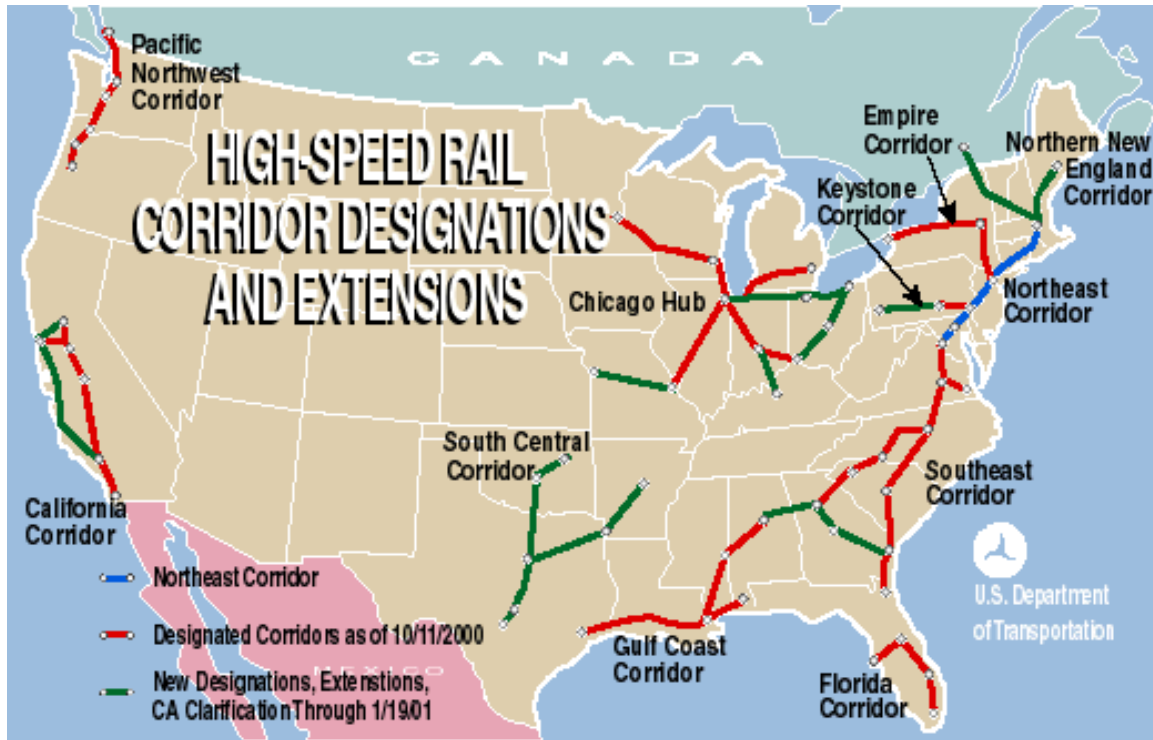 Pacific
Northwest
Corridor
CANADA
HIGH-SPEED RAIL
CORRIDOR DESIGNATIONS
AND EXTENSIONS
Empire
Corridor
Northern New
England
Corridor
Keystone
Corridor
Chicago Hub
Northeast
Corridor
South Central
Corridor
Southeast
Corridor
California
Corridor
Northeast Corridor
Designated Corridors as of 10/11/2000
MEXICO
New Designations, Extenstions,
CA Clarification Through 1/19/01
Gulf Coast
Corridor
Florida
Corridor
U.S. Department
of Transportation